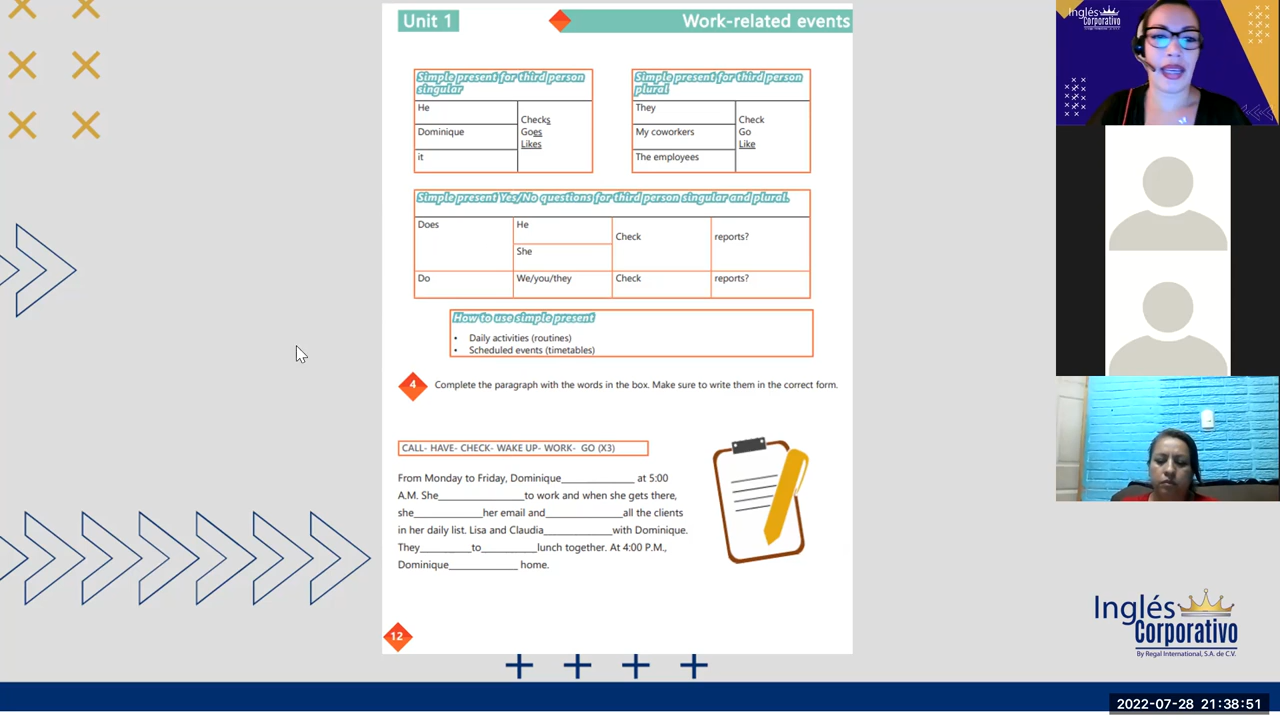 Unit 1
Work-related events
Simple present for third person
singular
He
Dominique
it
Checks
Goes
Likes
Simple present for third person
plural
They
My coworkers
The employees
Check
Go
Like
Simple present Yes/No questions for third person singular and plural.
Does
He
She
Check
reports?
Do
We/you/they
Check
reports?
How to use simple present
• Daily activities (routines)
• Scheduled events (timetables)
4
Complete the paragraph with the words in the box. Make sure to write them in the correct form.
CALL- HAVE- CHECK- WAKE UP- WORK- GO (X3)
From Monday to Friday, Dominique_____________ at 5:00
A.M. She_______________to work and when she gets there,
she____________her email and______________all the clients
in her daily list. Lisa and Claudia____________with Dominique.
They_________to__________lunch together. At 4:00 P.M.,
Dominique____________ home.
12
Inglés
Corporativo
Inglés
Corporativo
By Regal International, S.A. de C.V.
2022-07-28 21:38:51